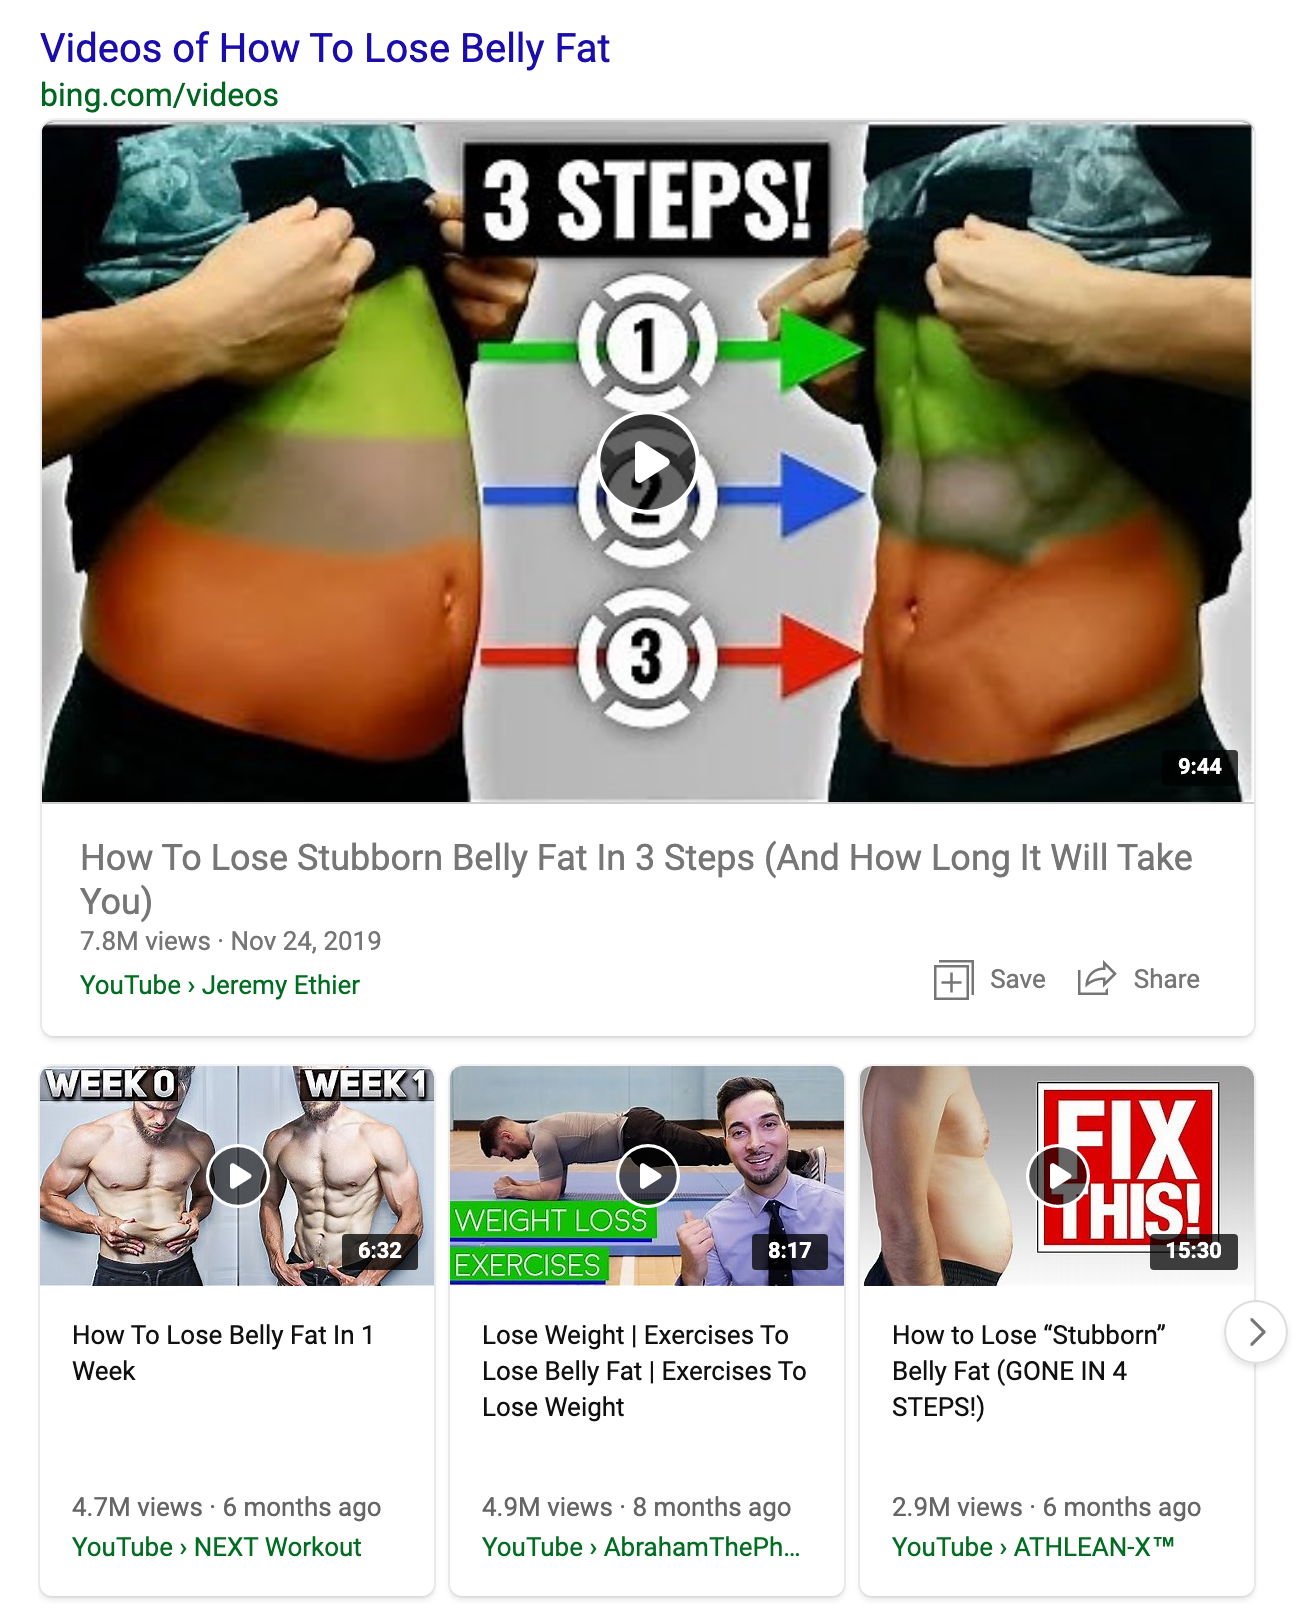 Videos of How To Lose Belly Fat
bing.com/videos
3 STEPS!
1
2
3
9:44
How To Lose Stubborn Belly Fat In 3 Steps (And How Long It Will Take
You)
7.8M views · Nov 24, 2019
YouTube › Jeremy Ethier
Save
Share
WEEK 0
WEEK 1
6:32
How To Lose Belly Fat In 1
Week
4.7M views · 6 months ago
YouTube › NEXT Workout
WEIGHT LOSS
EXERCISES
8:17
Lose Weight | Exercises To
Lose Belly Fat | Exercises To
Lose Weight
4.9M views · 8 months ago
YouTube › AbrahamThePh...
FIX
THIS!
15:30
How to Lose “Stubborn”
Belly Fat (GONE IN 4
STEPS!)
2.9M views · 6 months ago
YouTube › ATHLEAN-X™